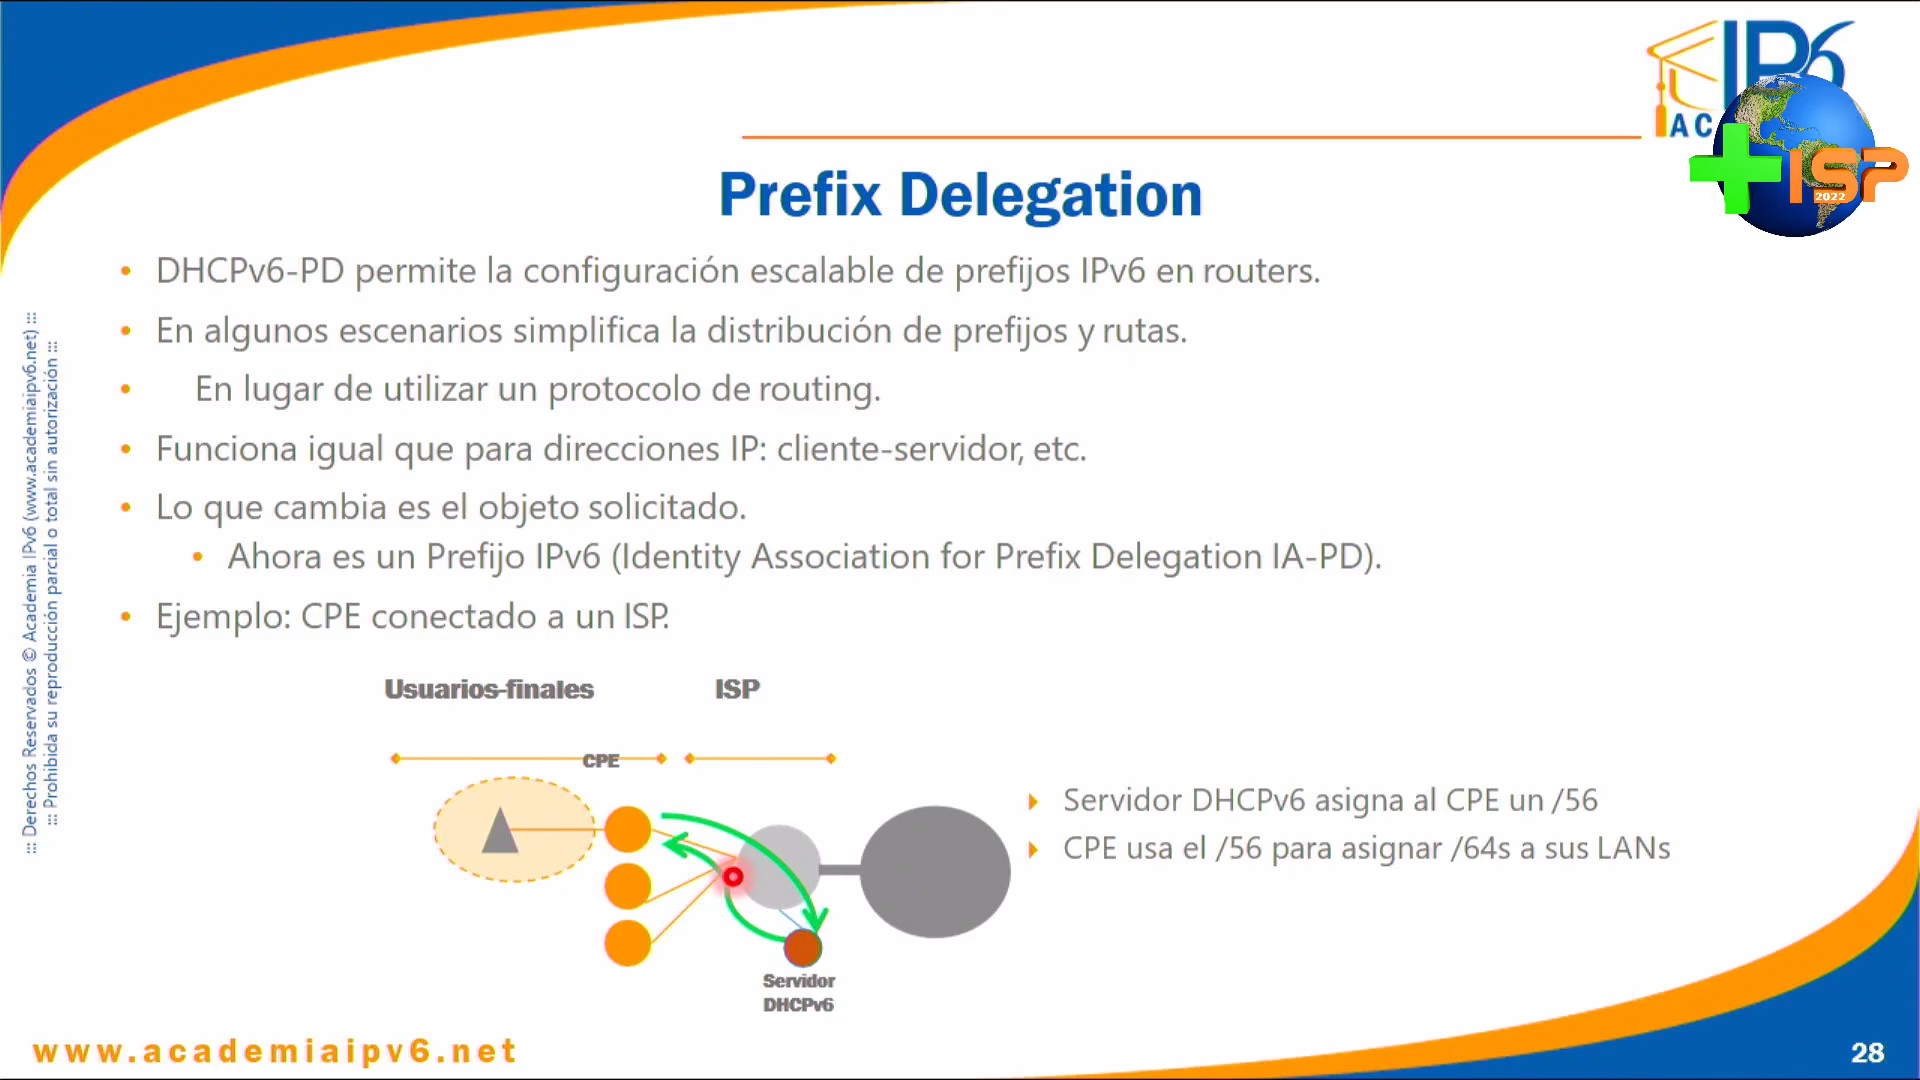 IP6
AC
+ISP
2022
Prefix Delegation
• DHCPv6-PD permite la configuración escalable de prefijos IPv6 en routers.
• En algunos escenarios simplifica la distribución de prefijos y rutas.
• En lugar de utilizar un protocolo de routing.
• Funciona igual que para direcciones IP: cliente-servidor, etc.
• Lo que cambia es el objeto solicitado.
• Ahora es un Prefijo IPv6 (Identity Association for Prefix Delegation IA-PD).
• Ejemplo: CPE conectado a un ISP.
Usuarios-finales
ISP
CPE
Servidor DHCPv6 asigna al CPE un /56
CPE usa el /56 para asignar /64s a sus LANs
Servidor
DHCPv6
::: Derechos Reservados © Academia IPv6 (www.academiaipv6.net) :::
::: Prohibida su reproducción parcial o total sin autorización :::
www.academiaipv6.net
28